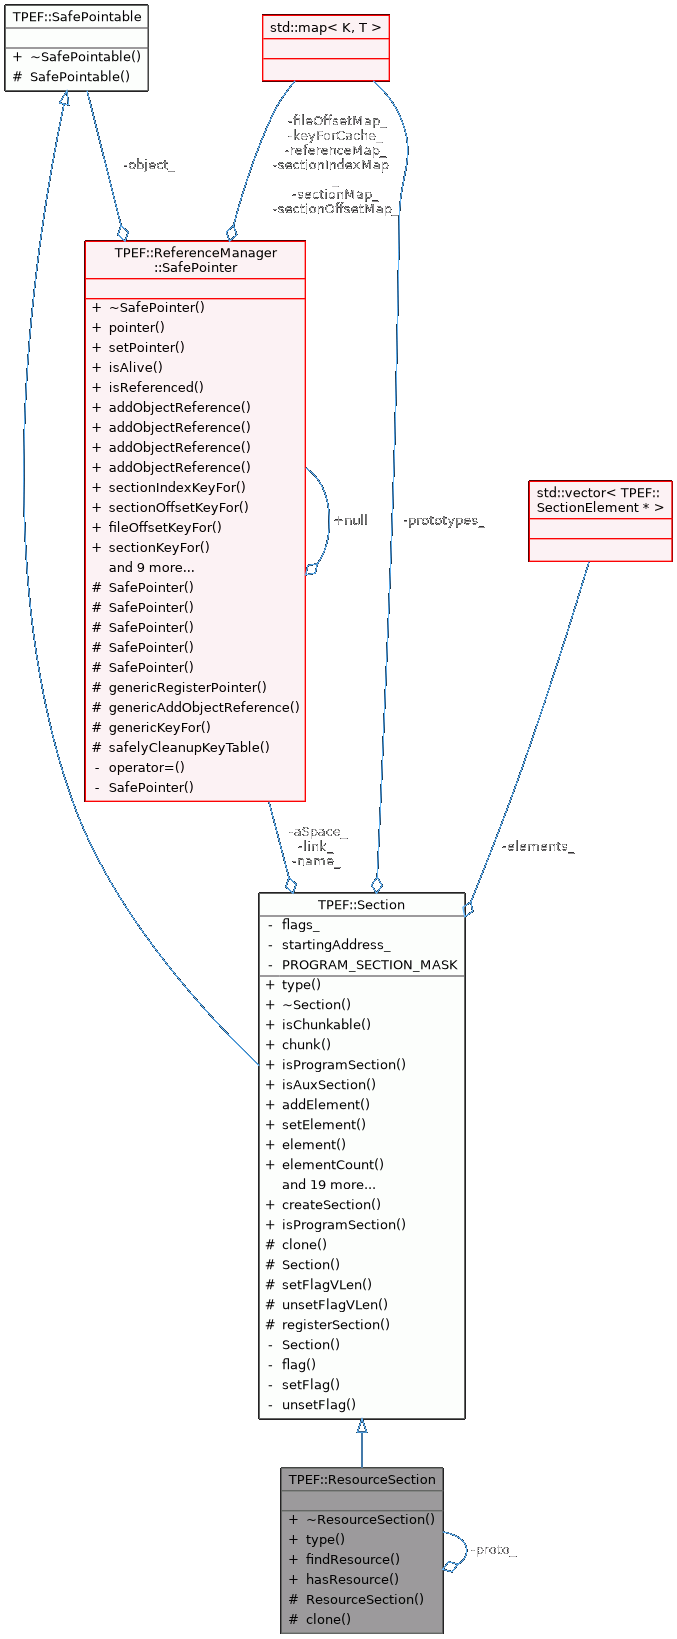 TPEF::SafePointable
+ ~SafePointable()
# SafePointable()
std::map< K, T >
-object_
-fileOffsetMap_
-keyForCache_
-referenceMap_
-sectionIndexMap
_
-sectionMap_
-sectionOffsetMap_
TPEF::ReferenceManager
::SafePointer
+ ~SafePointer()
+ pointer()
+ setPointer()
+ isAlive()
+ isReferenced()
+ addObjectReference()
+ addObjectReference()
+ addObjectReference()
+ addObjectReference()
+ sectionIndexKeyFor()
+ sectionOffsetKeyFor()
+ fileOffsetKeyFor()
+ sectionKeyFor()
and 9 more...
# SafePointer()
# SafePointer()
# SafePointer()
# SafePointer()
# SafePointer()
# genericRegisterPointer()
# genericAddObjectReference()
# genericKeyFor()
# safelyCleanupKeyTable()
- operator=()
- SafePointer()
+null
-prototypes_
std::vector< TPEF::
SectionElement * >
-aSpace_
-link_
-name_
-elements_
TPEF::Section
- flags_
- startingAddress_
- PROGRAM_SECTION_MASK
+ type()
+ ~Section()
+ isChunkable()
+ chunk()
+ isProgramSection()
+ isAuxSection()
+ addElement()
+ setElement()
+ element()
+ elementCount()
and 19 more...
+ createSection()
+ isProgramSection()
# clone()
# Section()
# setFlagVLen()
# unsetFlagVLen()
# registerSection()
- Section()
- flag()
- setFlag()
- unsetFlag()
TPEF::ResourceSection
+ ~ResourceSection()
+ type()
+ findResource()
+ hasResource()
# ResourceSection()
# clone()
-proto_